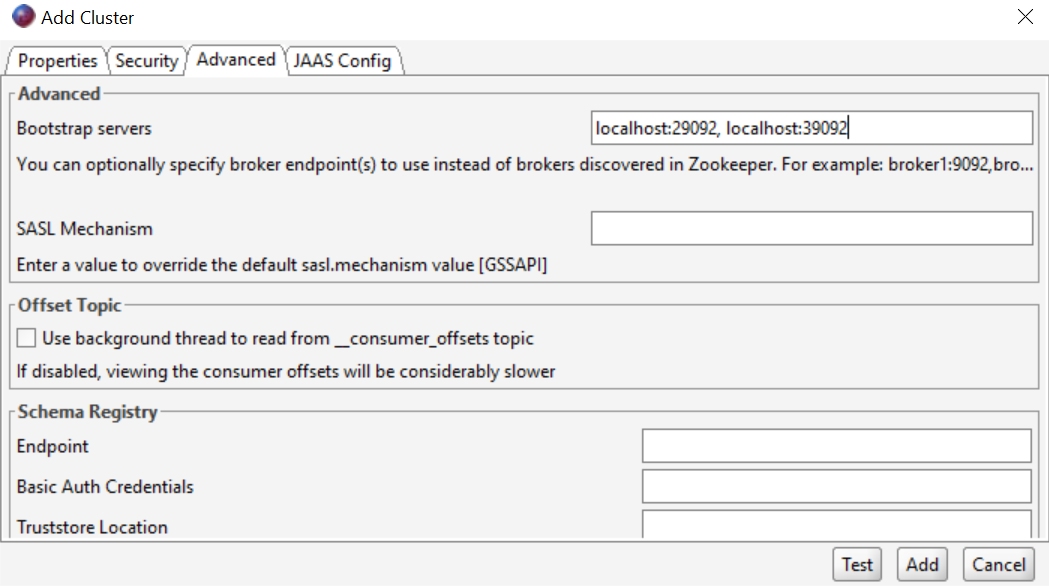 Add Cluster
Properties Security Advanced JAAS Config
Advanced
Bootstrap servers localhost:29092, localhost:39092
You can optionally specify broker endpoint(s) to use instead of brokers discovered in Zookeeper. For example: broker1:9092,bro...
SASL Mechanism
Enter a value to override the default sasl.mechanism value [GSSAPI]
Offset Topic
Use background thread to read from __consumer_offsets topic
If disabled, viewing the consumer offsets will be considerably slower
Schema Registry
Endpoint
Basic Auth Credentials
Truststore Location
Test Add Cancel